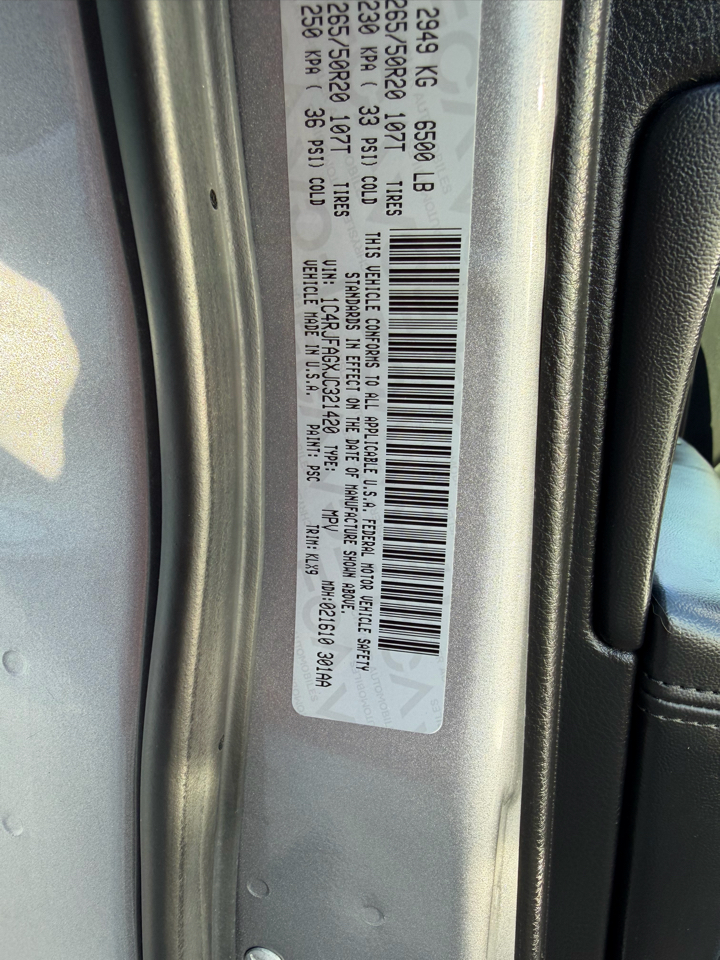 2949 KG 6500 LB
265/50R20 107T TIRES
230 KPA ( 33 PSI) COLD
265/50R20 107T TIRES
250 KPA ( 36 PSI) COLD
THIS VEHICLE CONFORMS TO ALL APPLICABLE U.S.A. FEDERAL MOTOR VEHICLE SAFETY
STANDARDS IN EFFECT ON THE DATE OF MANUFACTURE SHOWN ABOVE.
VIN: 1C4RJFAGXJC321420 TYPE: MPV MDH:021610 301AA
VEHICLE MADE IN U.S.A. PAINT: PSC TRIM:KLX9